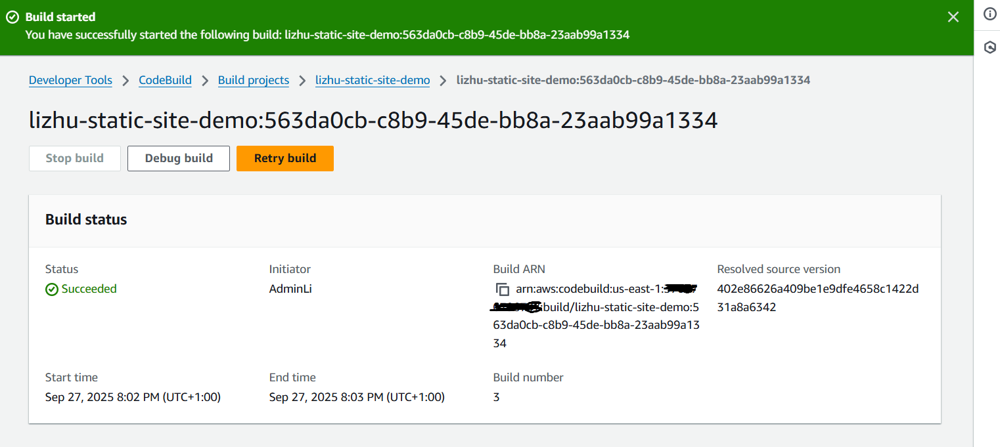 Build started
You have successfully started the following build: lizhu-static-site-demo:563da0cb-c8b9-45de-bb8a-23aab99a1334
Developer Tools > CodeBuild > Build projects > lizhu-static-site-demo > lizhu-static-site-demo:563da0cb-c8b9-45de-bb8a-23aab99a1334
lizhu-static-site-demo:563da0cb-c8b9-45de-bb8a-23aab99a1334
Stop build Debug build Retry build
Build status
Status
Succeeded
Initiator
AdminLi
Build ARN
arn:aws:codebuild:us-east-1:
:build/lizhu-static-site-demo:5
63da0cb-c8b9-45de-bb8a-23aab99a13
34
Resolved source version
402e86626a409be1e9dfe4658c1422d
31a8a6342
Start time
Sep 27, 2025 8:02 PM (UTC+1:00)
End time
Sep 27, 2025 8:03 PM (UTC+1:00)
Build number
3